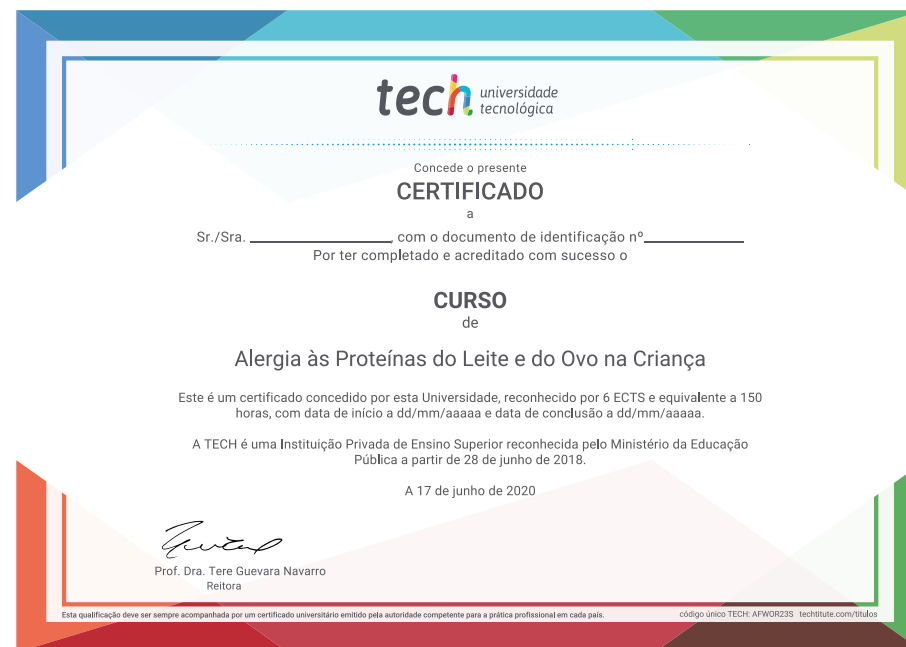 tech universidade
tecnológica
Concede o presente
CERTIFICADO
a
Sr./Sra. , com o documento de identificação nº
Por ter completado e acreditado com sucesso o
CURSO
de
Alergia às Proteínas do Leite e do Ovo na Criança
Este é um certificado concedido por esta Universidade, reconhecido por 6 ECTS e equivalente a 150
horas, com data de início a dd/mm/aaaaa e data de conclusão a dd/mm/aaaaa.
A TECH é uma Instituição Privada de Ensino Superior reconhecida pelo Ministério da Educação
Pública a partir de 28 de junho de 2018.
A 17 de junho de 2020
Prof. Dra. Tere Guevara Navarro
Reitora
Esta qualificação deve ser sempre acompanhada por um certificado universitário emitido pela autoridade competente para a prática profissional em cada país.
código único TECH: AFWOR23S techtitute.com/titulos